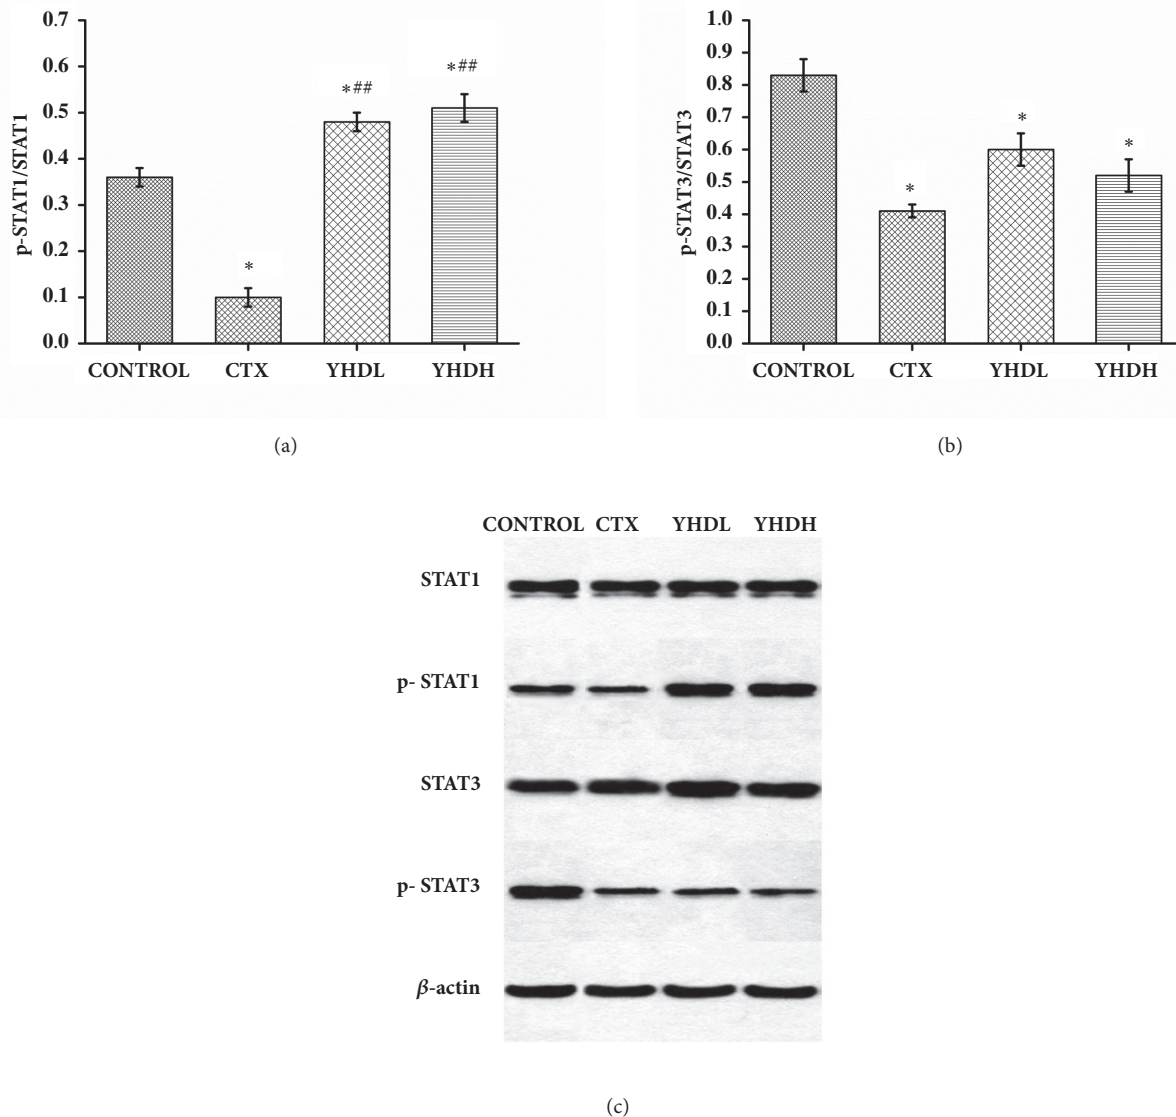 p-STAT1/STAT1
0.7
0.6
0.5
0.4
0.3
0.2
0.1
0.0
*
*##
*##
CONTROL CTX YHDL YHDH
(a)
p-STAT3/STAT3
1.0
0.9
0.8
0.7
0.6
0.5
0.4
0.3
0.2
0.1
0.0
*
*
*
CONTROL CTX YHDL YHDH
(b)
CONTROL CTX YHDL YHDH
STAT1
p- STAT1
STAT3
p- STAT3
β-actin
(c)